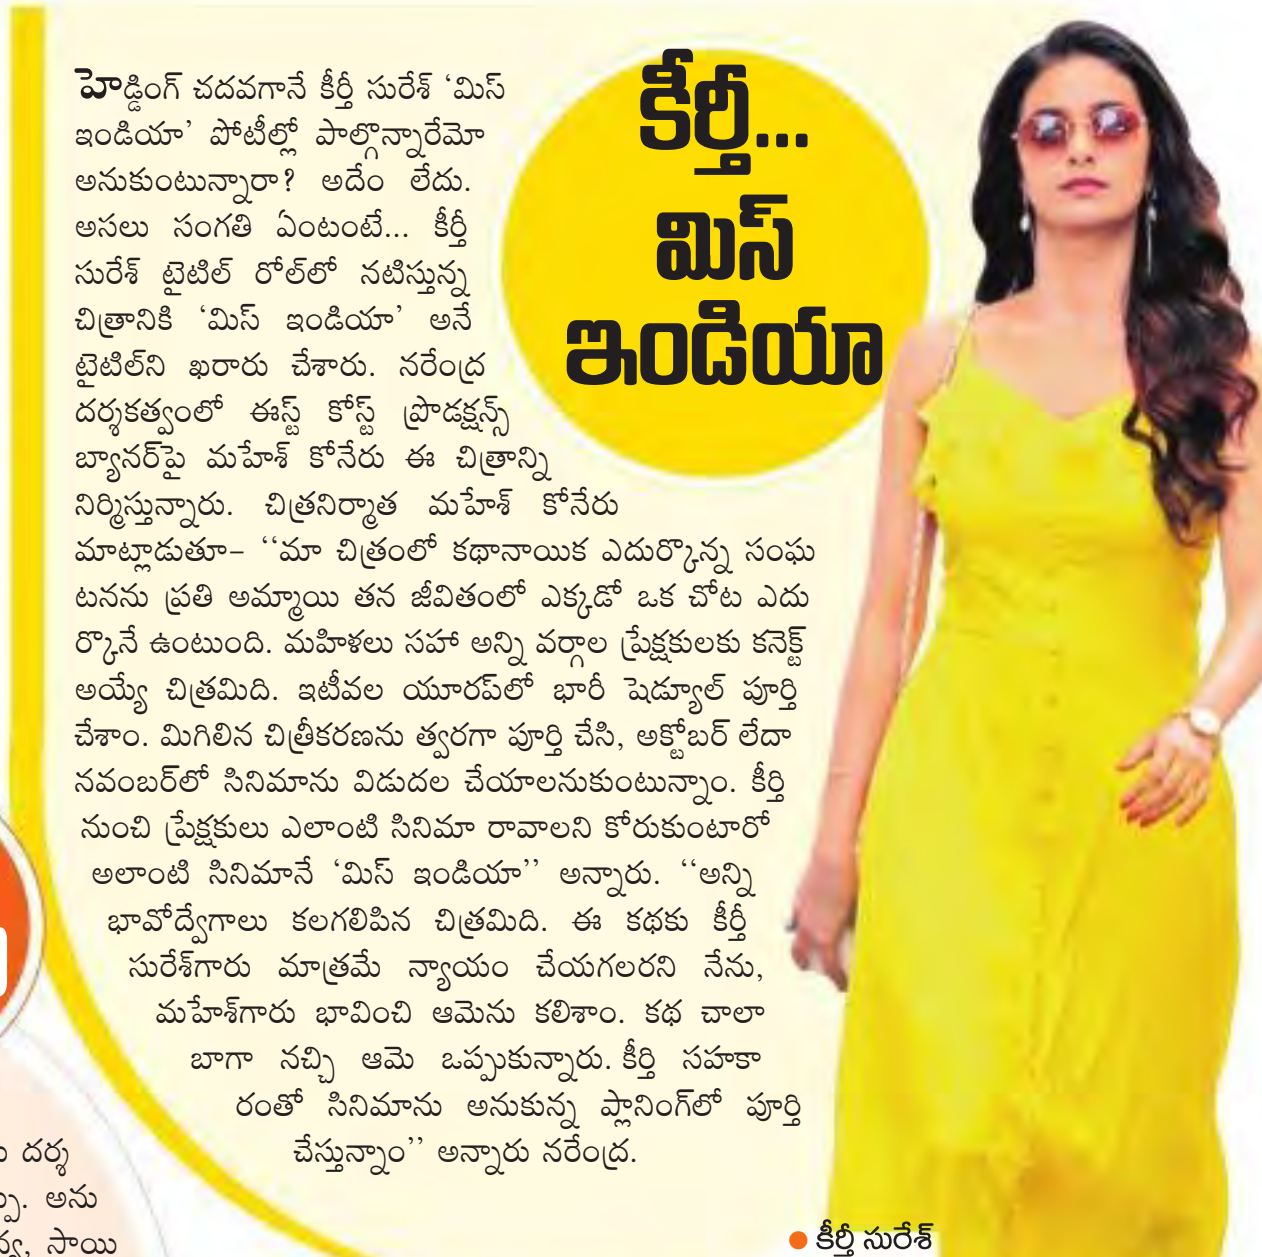 కీర్తీ...
మిస్
ఇండియా
హెడ్డింగ్ చదవగానే కీర్తీ సురేశ్ ‘మిస్
ఇండియా’ పోటీల్లో పాల్గొన్నారేమో
అనుకుంటున్నారా? అదేం లేదు.
అసలు సంగతి ఏంటంటే... కీర్తీ
సురేశ్ టైటిల్ రోల్‌లో నటిస్తున్న
చిత్రానికి ‘మిస్ ఇండియా’ అనే
టైటిల్‌ని ఖరారు చేశారు. నరేంద్ర
దర్శకత్వంలో ఈస్ట్ కోస్ట్ ప్రొడక్షన్స్
బ్యానర్‌పై మహేశ్ కోనేరు ఈ చిత్రాన్ని
నిర్మిస్తున్నారు. చిత్రనిర్మాత మహేశ్ కోనేరు
మాట్లాడుతూ– ‘‘మా చిత్రంలో కథానాయిక ఎదుర్కొన్న సంఘ
టనను ప్రతి అమ్మాయి తన జీవితంలో ఎక్కడో ఒక చోట ఎదు
ర్కొనే ఉంటుంది. మహిళలు సహా అన్ని వర్గాల ప్రేక్షకులకు కనెక్ట్
అయ్యే చిత్రమిది. ఇటీవల యూరప్‌లో భారీ షెడ్యూల్ పూర్తి
చేశాం. మిగిలిన చిత్రీకరణను త్వరగా పూర్తి చేసి, అక్టోబర్ లేదా
నవంబర్‌లో సినిమాను విడుదల చేయాలనుకుంటున్నాం. కీర్తి
నుంచి ప్రేక్షకులు ఎలాంటి సినిమా రావాలని కోరుకుంటారో
అలాంటి సినిమానే ‘మిస్ ఇండియా’’ అన్నారు. ‘‘అన్ని
భావోద్వేగాలు కలగలిపిన చిత్రమిది. ఈ కథకు కీర్తీ
సురేశ్‌గారు మాత్రమే న్యాయం చేయగలరని నేను,
మహేశ్‌గారు భావించి ఆమెను కలిశాం. కథ చాలా
బాగా నచ్చి ఆమె ఒప్పుకున్నారు. కీర్తి సహకా
రంతో సినిమాను అనుకున్న ప్లానింగ్‌లో పూర్తి
చేస్తున్నాం’’ అన్నారు నరేంద్ర.
కీర్తీ సురేశ్
దర్శ
అను
సాయి